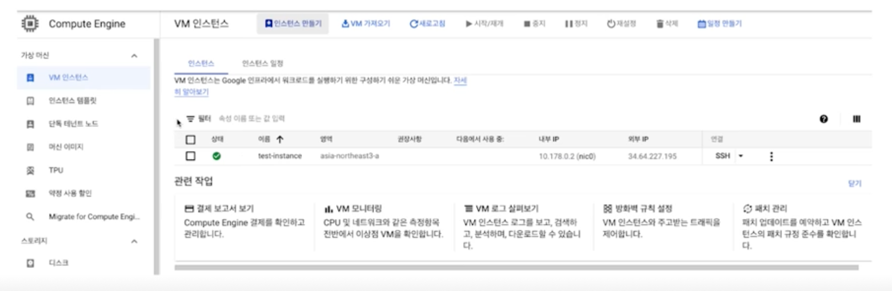 Compute Engine
VM 인스턴스
인스턴스 만들기
VM 가져오기
새로고침
시작/재개
중지
정지
재설정
삭제
일정 만들기
가상 머신
VM 인스턴스
인스턴스 템플릿
단독 테넌트 노드
머신 이미지
TPU
약정 사용 할인
Migrate for Compute Engi...
스토리지
디스크
인스턴스
인스턴스 일정
VM 인스턴스는 Google 인프라에서 워크로드를 실행하기 위한 구성하기 쉬운 가상 머신입니다. 자세
히 알아보기
필터 속성 이름 또는 값 입력
상태 이름 영역 권장사항 다음에서 사용 중: 내부 IP 외부 IP 연결
test-instance asia-northeast3-a 10.178.0.2 (nic0) 34.64.227.195 SSH
관련 작업
닫기
결제 보고서 보기
Compute Engine 결제를 확인하고
관리합니다.
VM 모니터링
CPU 및 네트워크와 같은 측정항목
전반에서 이상점 VM을 확인합니다.
VM 로그 살펴보기
VM 인스턴스 로그를 보고, 검색하
고, 분석하며, 다운로드할 수 있습니
다.
방화벽 규칙 설정
VM 인스턴스와 주고받는 트래픽을
제어합니다.
패치 관리
패치 업데이트를 예약하고 VM 인스
턴스의 패치 규정 준수를 확인합니
다.